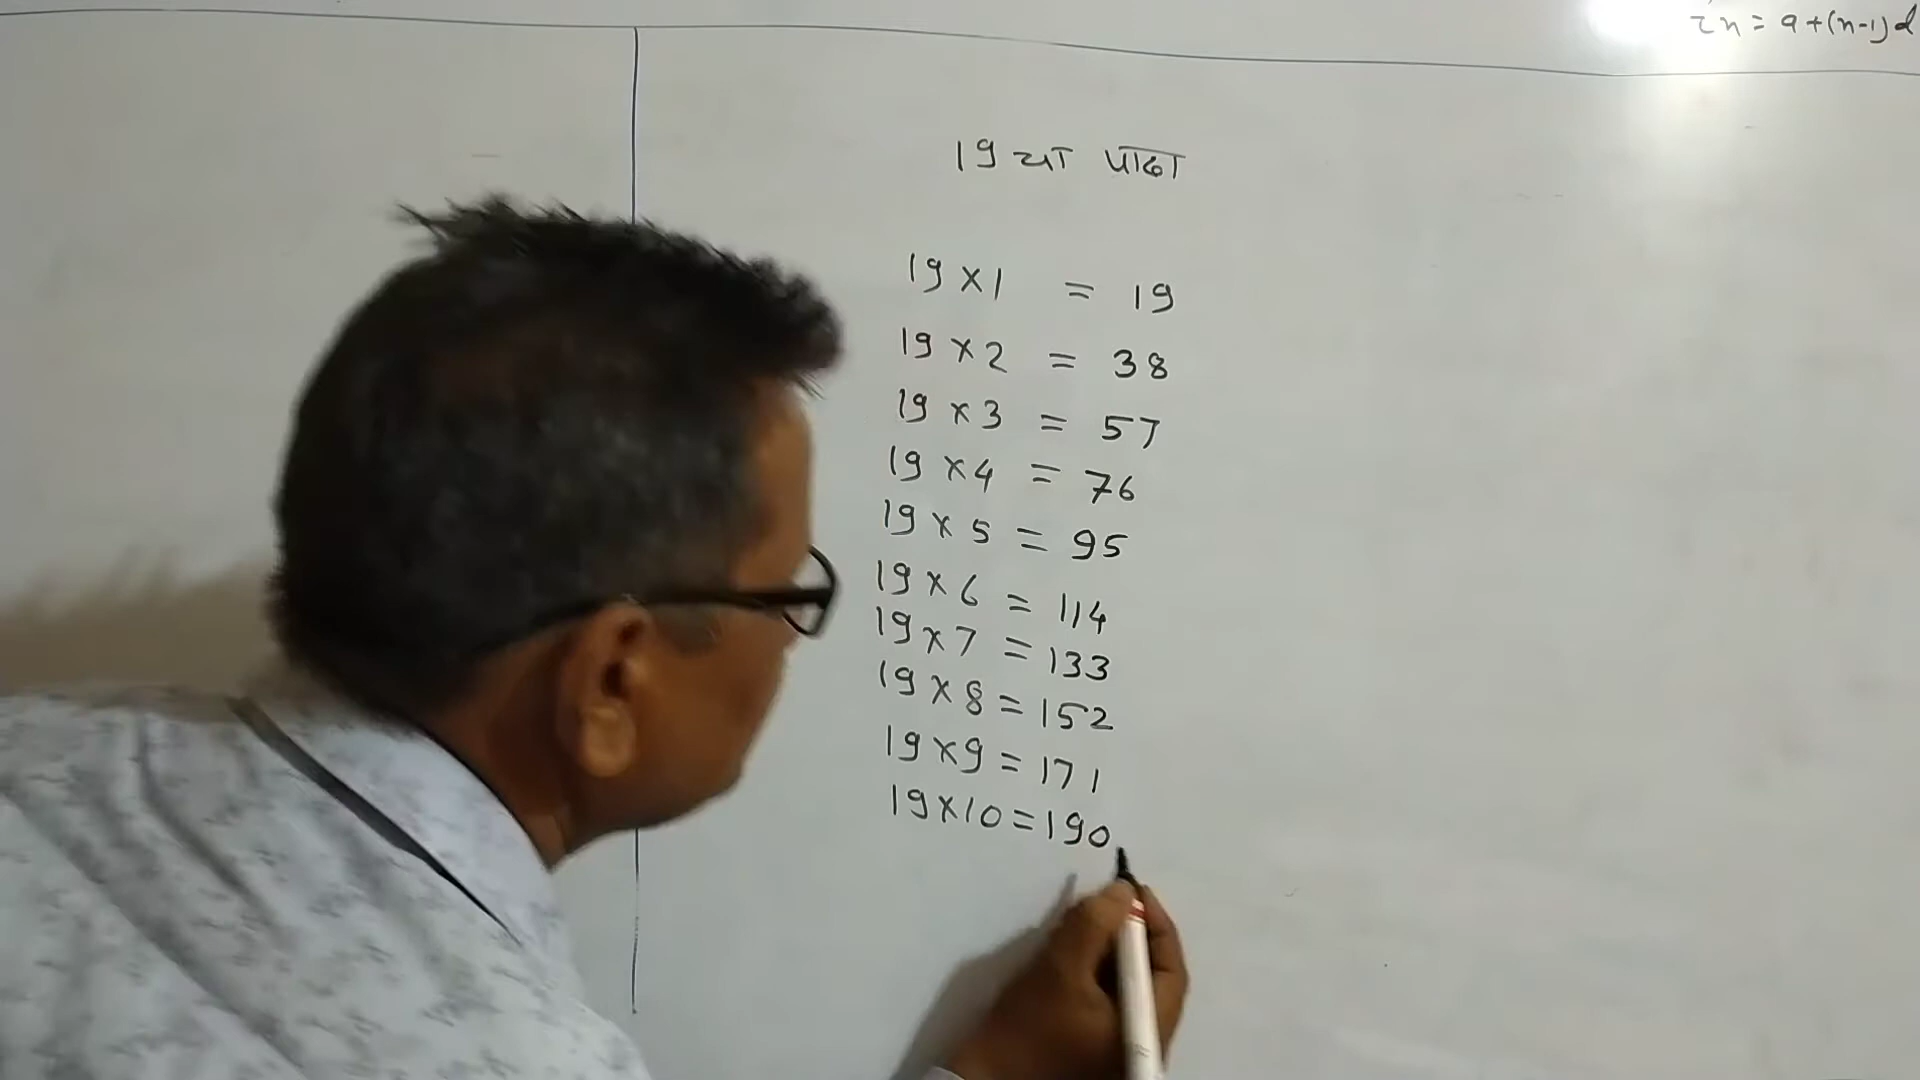 Tn = a+(n-1)d
19 चा पाढा
19 × 1 = 19
19 × 2 = 38
19 × 3 = 57
19 × 4 = 76
19 × 5 = 95
19 × 6 = 114
19 × 7 = 133
19 × 8 = 152
19 × 9 = 171
19 × 10 = 190